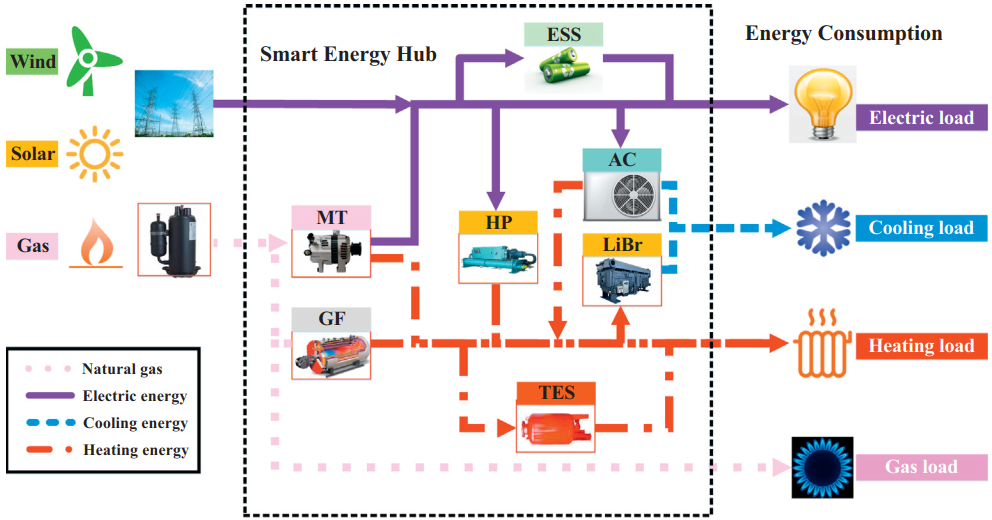 Wind
Solar
Gas
Smart Energy Hub
ESS
Energy Consumption
AC
MT
HP
LiBr
GF
TES
Electric load
Cooling load
Heating load
Gas load
Natural gas
Electric energy
Cooling energy
Heating energy